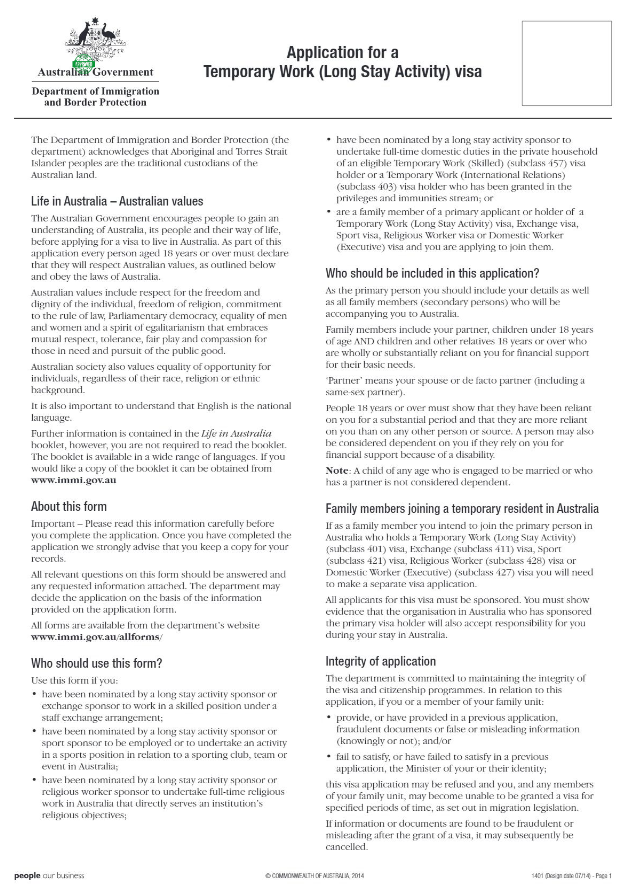 Australian Government
Department of Immigration
and Border Protection
Application for a
Temporary Work (Long Stay Activity) visa
The Department of Immigration and Border Protection (the
department) acknowledges that Aboriginal and Torres Strait
Islander peoples are the traditional custodians of the
Australian land.
Life in Australia – Australian values
The Australian Government encourages people to gain an
understanding of Australia, its people and their way of life,
before applying for a visa to live in Australia. As part of this
application every person aged 18 years or over must declare
that they will respect Australian values, as outlined below
and obey the laws of Australia.
Australian values include respect for the freedom and
dignity of the individual, freedom of religion, commitment
to the rule of law, Parliamentary democracy, equality of men
and women and a spirit of egalitarianism that embraces
mutual respect, tolerance, fair play and compassion for
those in need and pursuit of the public good.
Australian society also values equality of opportunity for
individuals, regardless of their race, religion or ethnic
background.
It is also important to understand that English is the national
language.
Further information is contained in the Life in Australia
booklet, however, you are not required to read the booklet.
The booklet is available in a wide range of languages. If you
would like a copy of the booklet it can be obtained from
www.immi.gov.au
About this form
Important – Please read this information carefully before
you complete the application. Once you have completed the
application we strongly advise that you keep a copy for your
records.
All relevant questions on this form should be answered and
any requested information attached. The department may
decide the application on the basis of the information
provided on the application form.
All forms are available from the department's website
www.immi.gov.au/allforms/
Who should use this form?
Use this form if you:
• have been nominated by a long stay activity sponsor or
exchange sponsor to work in a skilled position under a
staff exchange arrangement;
• have been nominated by a long stay activity sponsor or
sport sponsor to be employed or to undertake an activity
in a sports position in relation to a sporting club, team or
event in Australia;
• have been nominated by a long stay activity sponsor or
religious worker sponsor to undertake full-time religious
work in Australia that directly serves an institution's
religious objectives;
• have been nominated by a long stay activity sponsor to
undertake full-time domestic duties in the private household
of an eligible Temporary Work (Skilled) (subclass 457) visa
holder or a Temporary Work (International Relations)
(subclass 403) visa holder who has been granted in the
privileges and immunities stream; or
• are a family member of a primary applicant or holder of a
Temporary Work (Long Stay Activity) visa, Exchange visa,
Sport visa, Religious Worker visa or Domestic Worker
(Executive) visa and you are applying to join them.
Who should be included in this application?
As the primary person you should include your details as well
as all family members (secondary persons) who will be
accompanying you to Australia.
Family members include your partner, children under 18 years
of age AND children and other relatives 18 years or over who
are wholly or substantially reliant on you for financial support
for their basic needs.
'Partner' means your spouse or de facto partner (including a
same-sex partner).
People 18 years or over must show that they have been reliant
on you for a substantial period and that they are more reliant
on you than on any other person or source. A person may also
be considered dependent on you if they rely on you for
financial support because of a disability.
Note: A child of any age who is engaged to be married or who
has a partner is not considered dependent.
Family members joining a temporary resident in Australia
If as a family member you intend to join the primary person in
Australia who holds a Temporary Work (Long Stay Activity)
(subclass 401) visa, Exchange (subclass 411) visa, Sport
(subclass 421) visa, Religious Worker (subclass 428) visa or
Domestic Worker (Executive) (subclass 427) visa you will need
to make a separate visa application.
All applicants for this visa must be sponsored. You must show
evidence that the organisation in Australia who has sponsored
the primary visa holder will also accept responsibility for you
during your stay in Australia.
Integrity of application
The department is committed to maintaining the integrity of
the visa and citizenship programmes. In relation to this
application, if you or a member of your family unit:
• provide, or have provided in a previous application,
fraudulent documents or false or misleading information
(knowingly or not); and/or
• fail to satisfy, or have failed to satisfy in a previous
application, the Minister of your or their identity;
this visa application may be refused and you, and any members
of your family unit, may become unable to be granted a visa for
specified periods of time, as set out in migration legislation.
If information or documents are found to be fraudulent or
misleading after the grant of a visa, it may subsequently be
cancelled.
people our business
© COMMONWEALTH OF AUSTRALIA, 2014
1401 (Design date 07/14) - Page 1